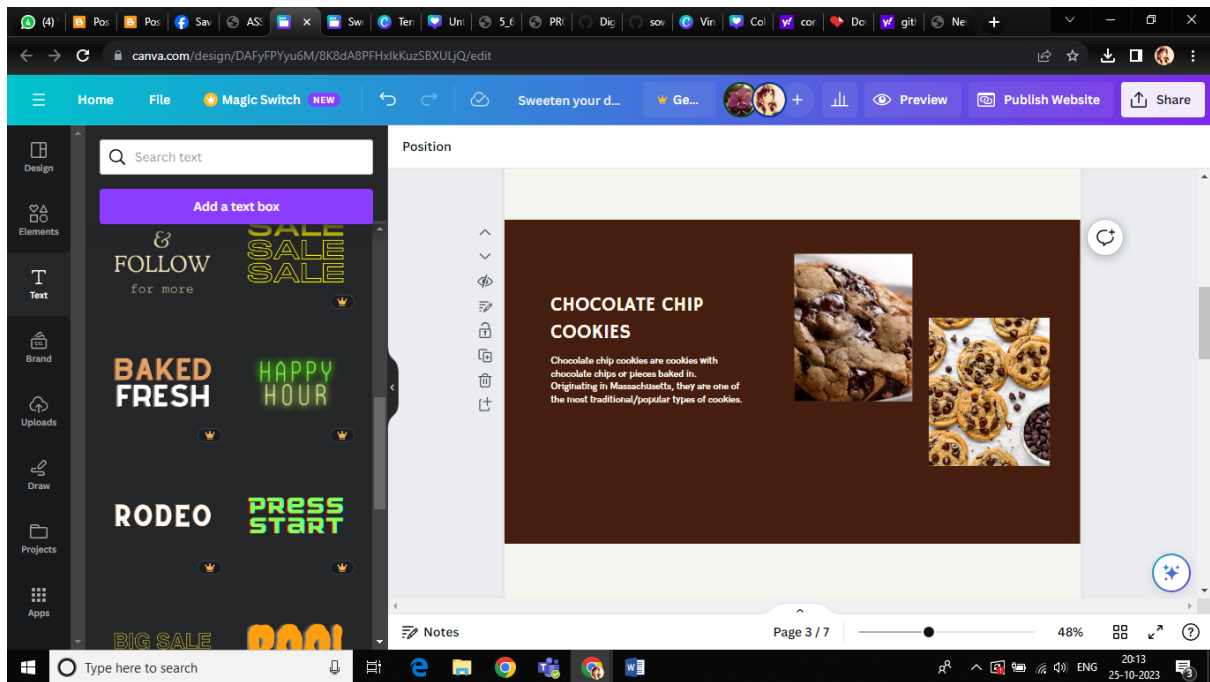 (4)
Pos
Pos
Sav
ASS
Sw
Ten
Unt
5_6
PR(
Dig
sov
Vin
Col
cor
Do
gitl
Ne
canva.com/design/DAFyFPYyu6M/8K8dA8PFHxIkKuzSBXULjQ/edit
Home
File
Magic Switch NEW
Sweeten your d...
Ge...
Preview
Publish Website
Share
Design
Elements
Text
Brand
Uploads
Draw
Projects
Apps
Search text
Add a text box
&
FOLLOW
for more
SALE
SALE
SALE
BAKED
FRESH
HAPPY
HOUR
RODEO
PRESS
START
BIG SALE
POOL
Position
CHOCOLATE CHIP
COOKIES
Chocolate chip cookies are cookies with
chocolate chips or pieces baked in.
Originating in Massachusetts, they are one of
the most traditional/popular types of cookies.
Notes
Page 3 / 7
48%
Type here to search
ENG
20:13
25-10-2023
3